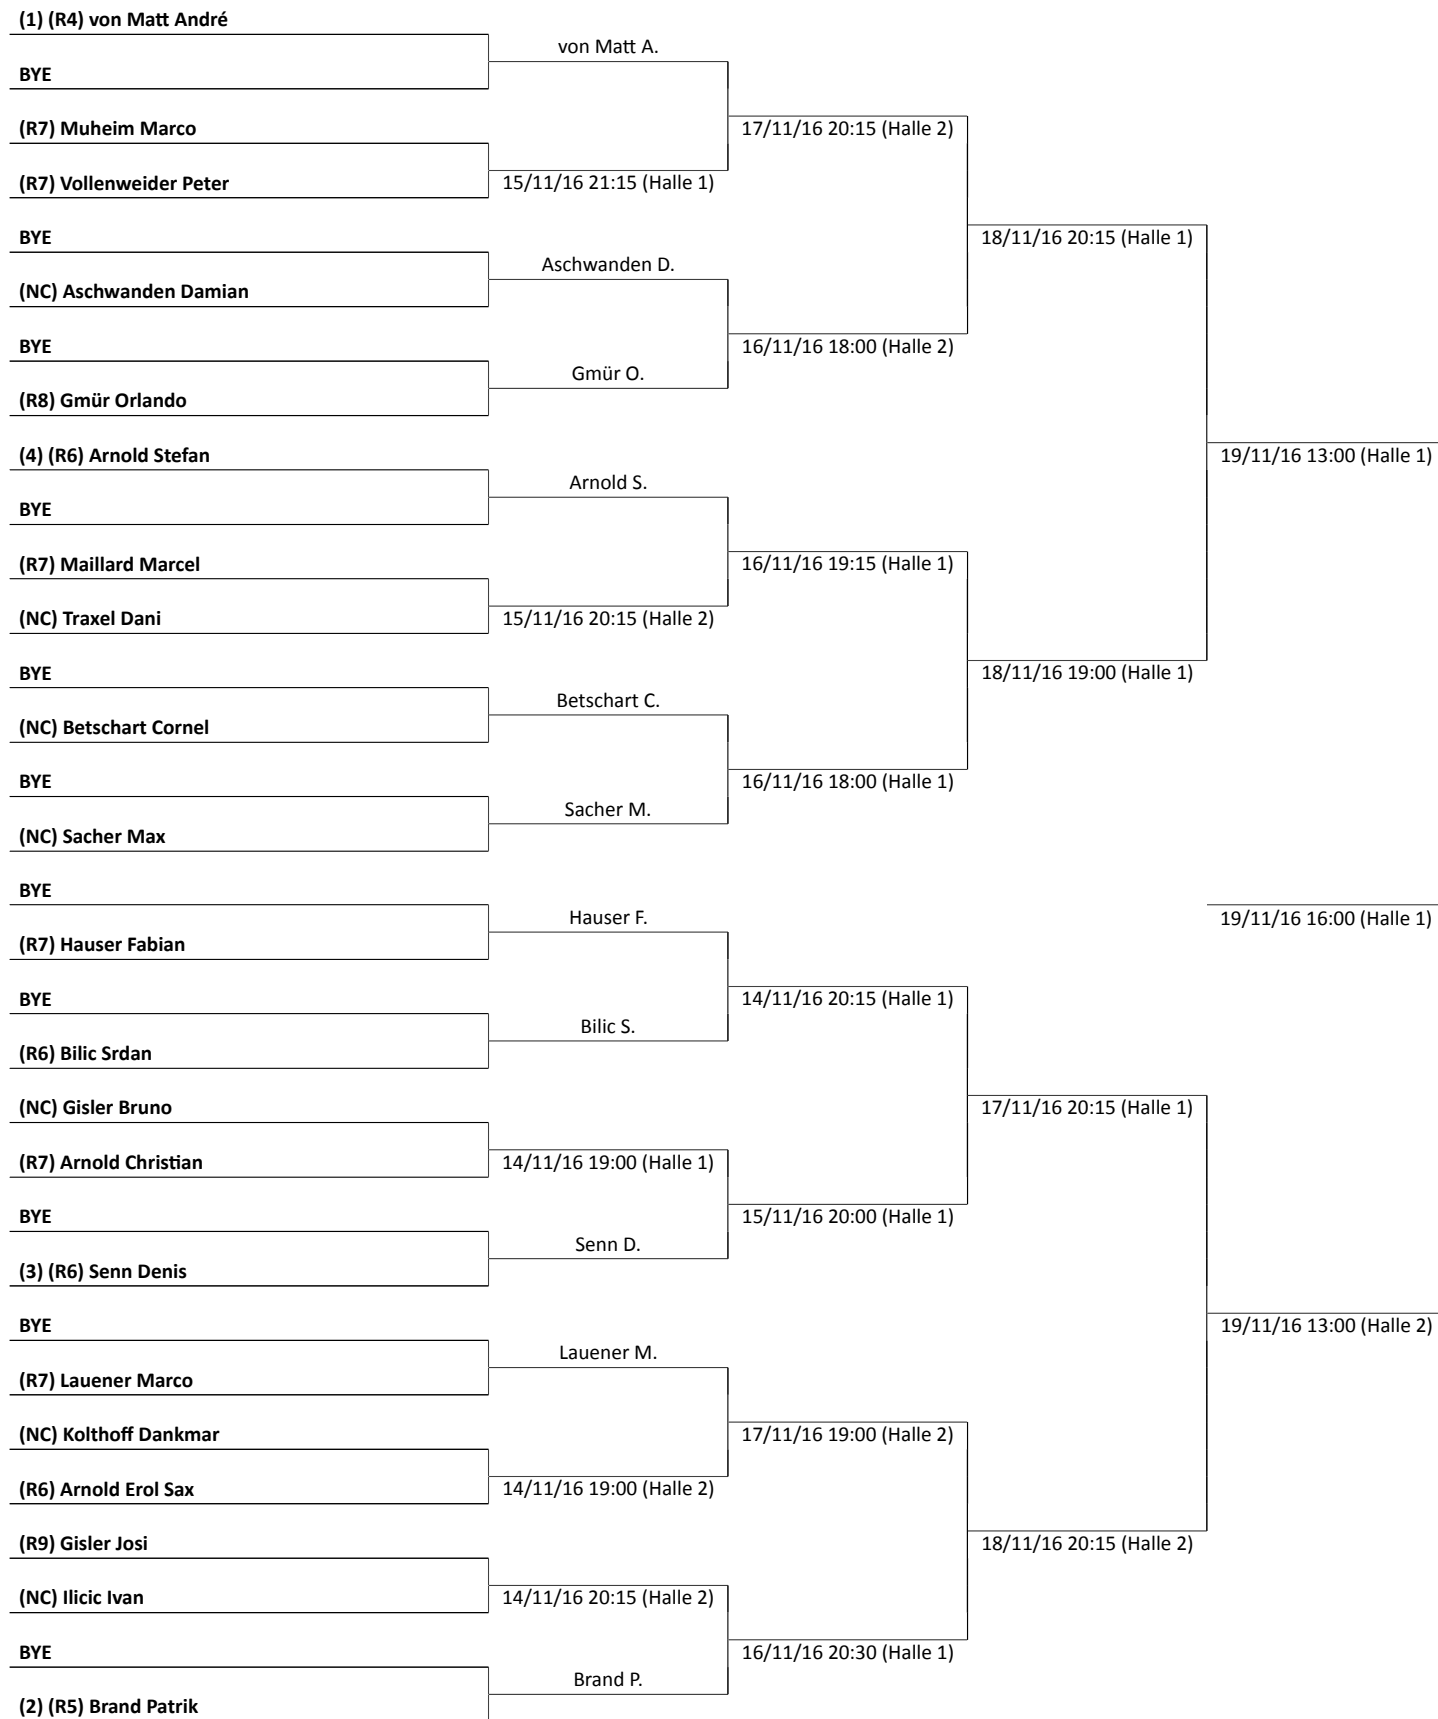 (1) (R4) von Matt André
von Matt A.
BYE
(R7) Muheim Marco
17/11/16 20:15 (Halle 2)
(R7) Vollenweider Peter
15/11/16 21:15 (Halle 1)
BYE
18/11/16 20:15 (Halle 1)
Aschwanden D.
(NC) Aschwanden Damian
BYE
16/11/16 18:00 (Halle 2)
Gmür O.
(R8) Gmür Orlando
(4) (R6) Arnold Stefan
19/11/16 13:00 (Halle 1)
Arnold S.
BYE
(R7) Maillard Marcel
16/11/16 19:15 (Halle 1)
(NC) Traxel Dani
15/11/16 20:15 (Halle 2)
BYE
18/11/16 19:00 (Halle 1)
Betschart C.
(NC) Betschart Cornel
BYE
16/11/16 18:00 (Halle 1)
Sacher M.
(NC) Sacher Max
BYE
Hauser F.
19/11/16 16:00 (Halle 1)
(R7) Hauser Fabian
BYE
14/11/16 20:15 (Halle 1)
Bilic S.
(R6) Bilic Srdan
(NC) Gisler Bruno
17/11/16 20:15 (Halle 1)
(R7) Arnold Christian
14/11/16 19:00 (Halle 1)
BYE
15/11/16 20:00 (Halle 1)
Senn D.
(3) (R6) Senn Denis
BYE
19/11/16 13:00 (Halle 2)
Lauener M.
(R7) Lauener Marco
(NC) Kolthoff Dankmar
17/11/16 19:00 (Halle 2)
(R6) Arnold Erol Sax
14/11/16 19:00 (Halle 2)
(R9) Gisler Josi
18/11/16 20:15 (Halle 2)
(NC) Ilicic Ivan
14/11/16 20:15 (Halle 2)
BYE
16/11/16 20:30 (Halle 1)
Brand P.
(2) (R5) Brand Patrik